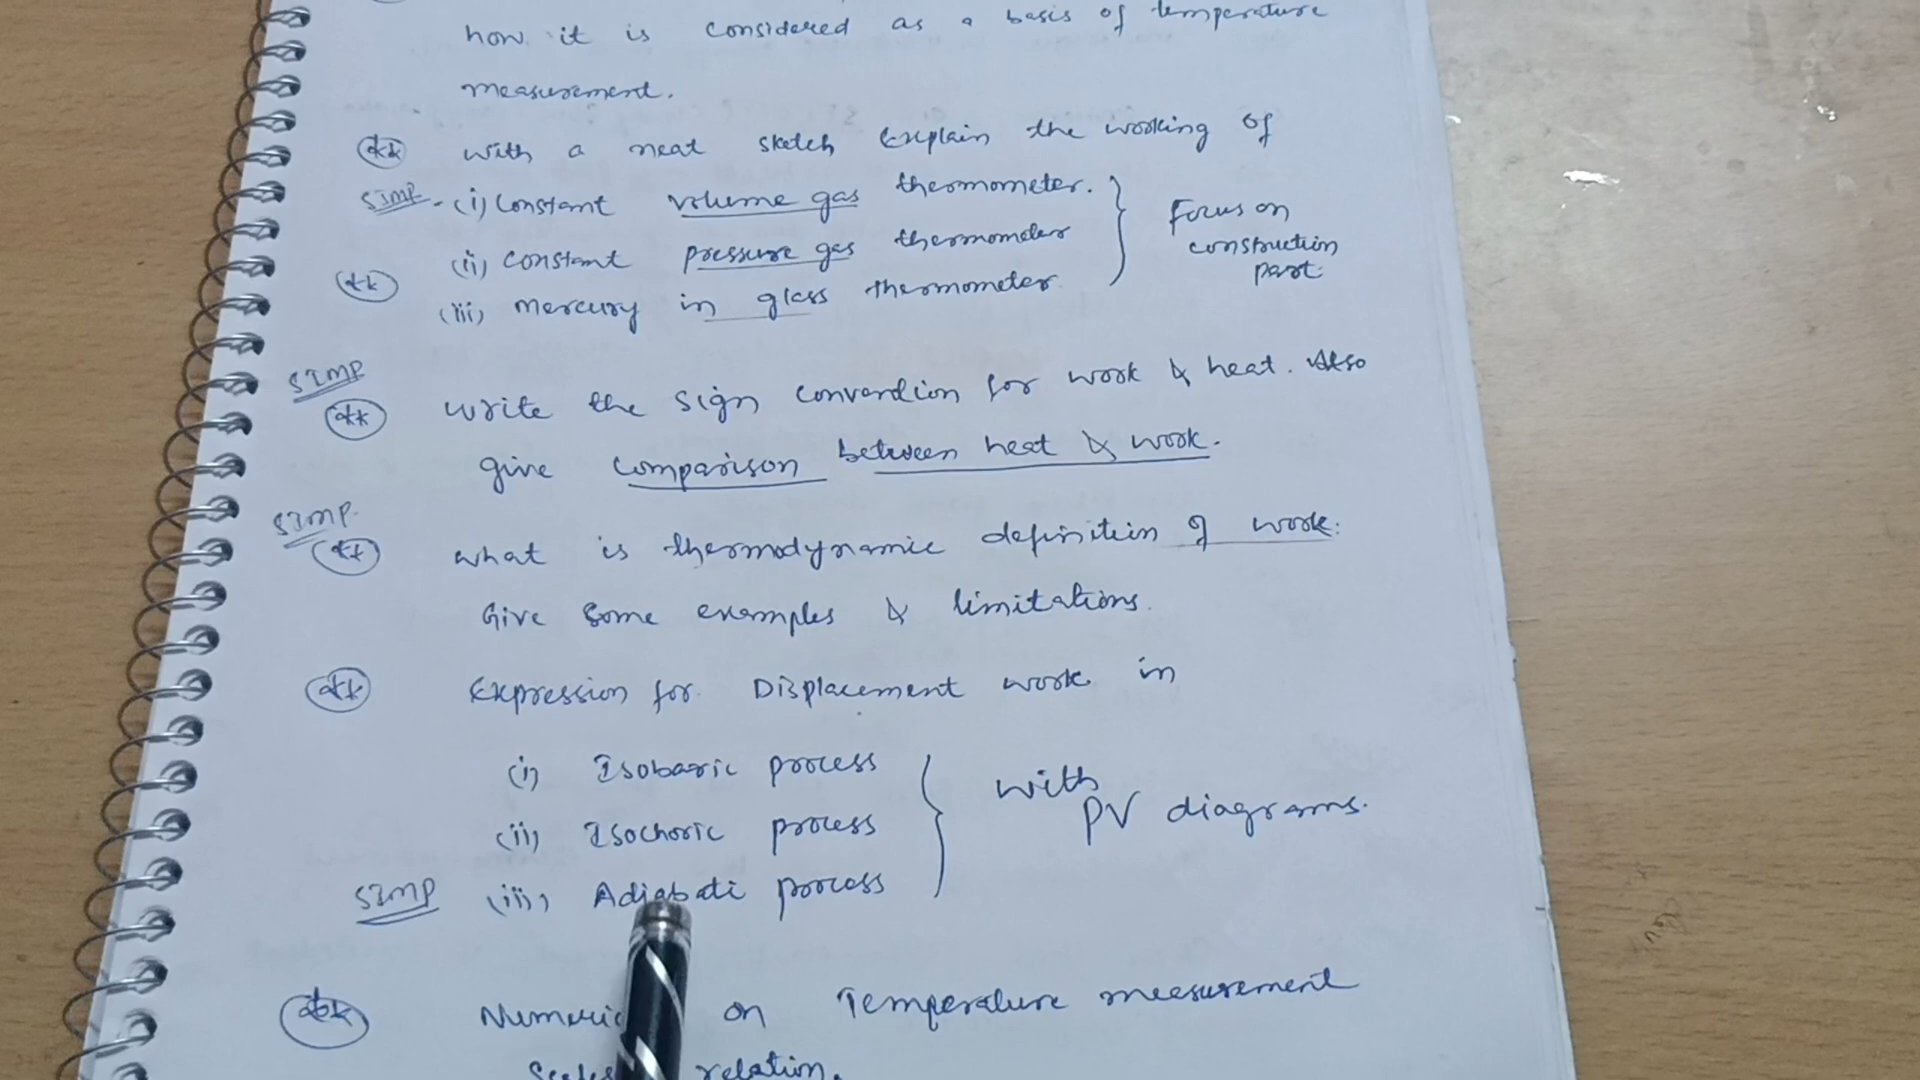 how it is considered as a basis of temperature
measurement.
** with a neat sketch Explain the working of
SIMP - (i) Constant volume gas thermometer.
(ii) constant pressure gas thermometer
** (iii) mercury in glass thermometer
Focus on
construction
part.
SIMP
** write the sign convention for work & heat. Also
give comparison between heat & work.
SIMP
** what is thermodynamic definition of work.
Give some examples & limitations.
** Expression for Displacement work in
(i) Isobaric process
(ii) Isochoric process
SIMP (iii) Adiabati process
with
PV diagrams.
** on Temperature measurement
relation.